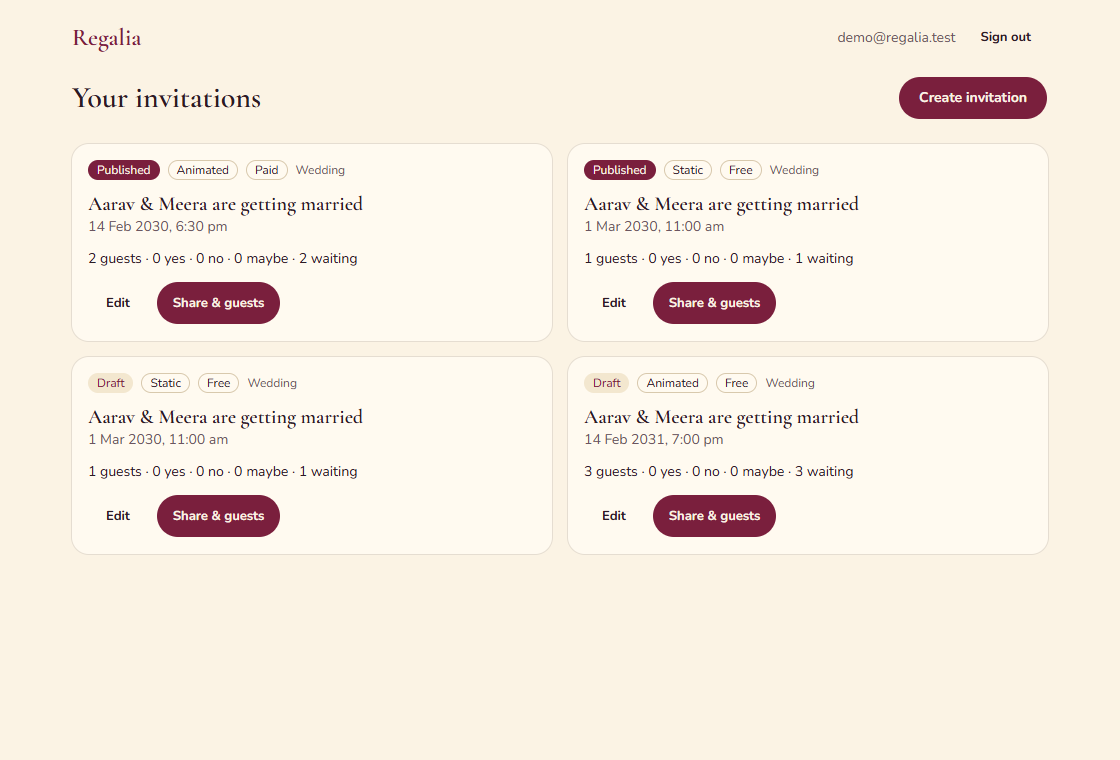 Regalia
demo@regalia.test Sign out
Your invitations
Create invitation
Published Animated Paid Wedding
Aarav & Meera are getting married
14 Feb 2030, 6:30 pm
2 guests · 0 yes · 0 no · 0 maybe · 2 waiting
Edit Share & guests
Published Static Free Wedding
Aarav & Meera are getting married
1 Mar 2030, 11:00 am
1 guests · 0 yes · 0 no · 0 maybe · 1 waiting
Edit Share & guests
Draft Static Free Wedding
Aarav & Meera are getting married
1 Mar 2030, 11:00 am
1 guests · 0 yes · 0 no · 0 maybe · 1 waiting
Edit Share & guests
Draft Animated Free Wedding
Aarav & Meera are getting married
14 Feb 2031, 7:00 pm
3 guests · 0 yes · 0 no · 0 maybe · 3 waiting
Edit Share & guests